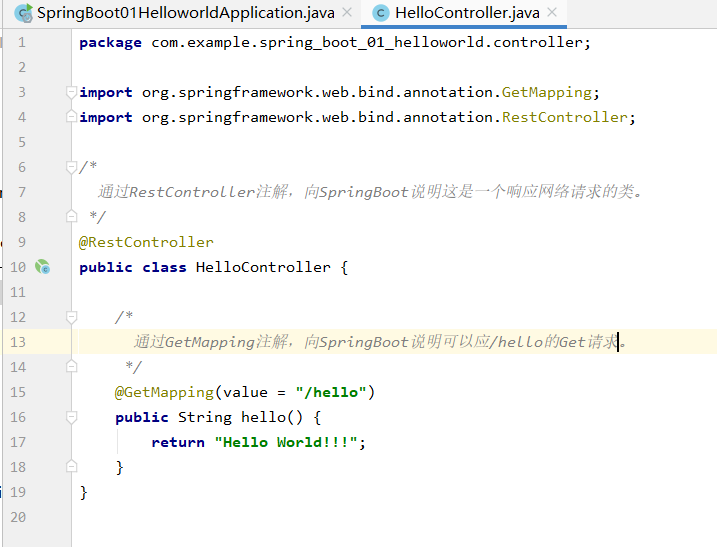 SpringBoot01HelloworldApplication.java HelloController.java
1 package com.example.spring_boot_01_helloworld.controller;
2
3 import org.springframework.web.bind.annotation.GetMapping;
4 import org.springframework.web.bind.annotation.RestController;
5
6 /*
7 通过RestController注解，向SpringBoot说明这是一个响应网络请求的类。
8 */
9 @RestController
10 public class HelloController {
11
12 /*
13 通过GetMapping注解，向SpringBoot说明可以应/hello的Get请求。
14 */
15 @GetMapping(value = "/hello")
16 public String hello() {
17 return "Hello World!!!";
18 }
19 }
20